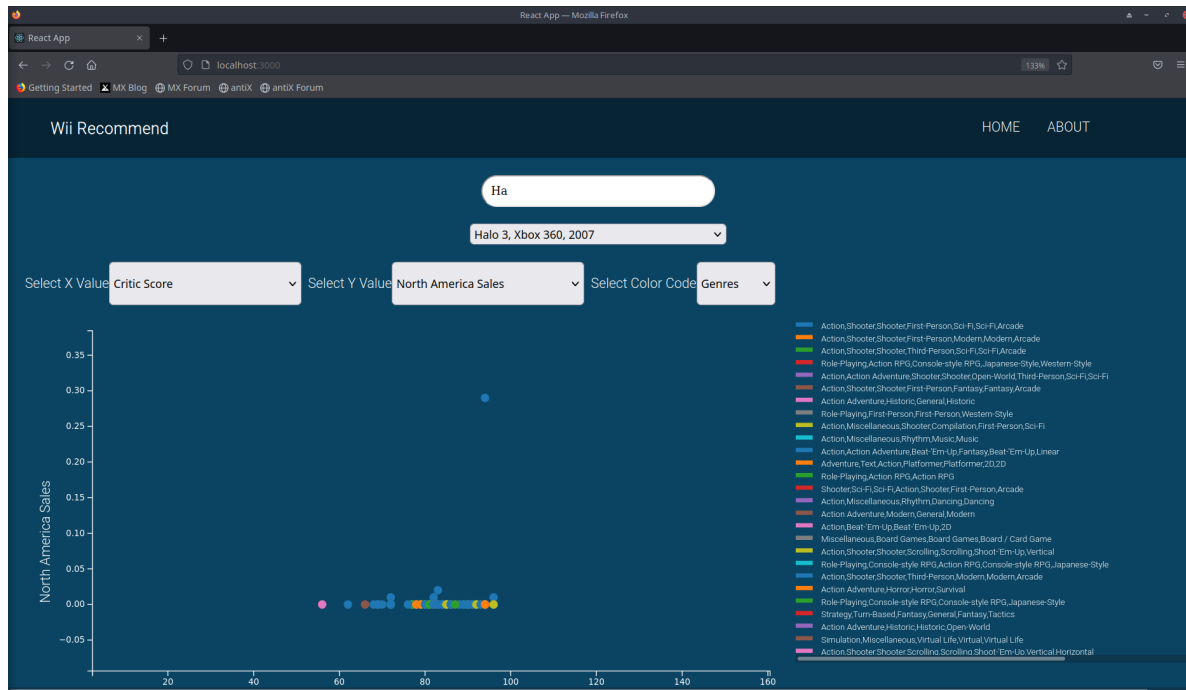 React App — Mozilla Firefox
React App × +
localhost:3000 133%
Getting Started MX Blog MX Forum antiX antiX Forum
Wii Recommend HOME ABOUT
Ha
Halo 3, Xbox 360, 2007
Select X Value Critic Score Select Y Value North America Sales Select Color Code Genres
Action,Shooter,Shooter,First-Person,Sci-Fi,Sci-Fi,Arcade
Action,Shooter,Shooter,First-Person,Modern,Modern,Arcade
Action,Shooter,Shooter,Third-Person,Sci-Fi,Sci-Fi,Arcade
Role-Playing,Action RPG,Console-style RPG,Japanese-Style,Western-Style
Action,Action Adventure,Shooter,Shooter,Open-World,Third-Person,Sci-Fi,Sci-Fi
Action,Shooter,Shooter,First-Person,Fantasy,Fantasy,Arcade
Action Adventure,Historic,General,Historic
Role-Playing,First-Person,First-Person,Western-Style
Action,Miscellaneous,Shooter,Compilation,First-Person,Sci-Fi
Action,Miscellaneous,Rhythm,Music,Music
Action,Action Adventure,Beat-'Em-Up,Fantasy,Beat-'Em-Up,Linear
Adventure,Text,Action,Platformer,Platformer,2D,2D
Role-Playing,Action RPG,Action RPG
Shooter,Sci-Fi,Sci-Fi,Action,Shooter,First-Person,Arcade
Action,Miscellaneous,Rhythm,Dancing,Dancing
Action Adventure,Modern,General,Modern
Action,Beat-'Em-Up,Beat-'Em-Up,2D
Miscellaneous,Board Games,Board Games,Board / Card Game
Action,Shooter,Shooter,Scrolling,Scrolling,Shoot-'Em-Up,Vertical
Role-Playing,Console-style RPG,Action RPG,Console-style RPG,Japanese-Style
Action,Shooter,Shooter,Third-Person,Modern,Modern,Arcade
Action Adventure,Horror,Horror,Survival
Role-Playing,Console-style RPG,Console-style RPG,Japanese-Style
Strategy,Turn-Based,Fantasy,General,Fantasy,Tactics
Action Adventure,Historic,Historic,Open-World
Simulation,Miscellaneous,Virtual Life,Virtual,Virtual Life
Action,Shooter,Shooter,Scrolling,Scrolling,Shoot-'Em-Up,Vertical,Horizontal
North America Sales
0.35
0.30
0.25
0.20
0.15
0.10
0.05
0.00
−0.05
20 40 60 80 100 120 140 160